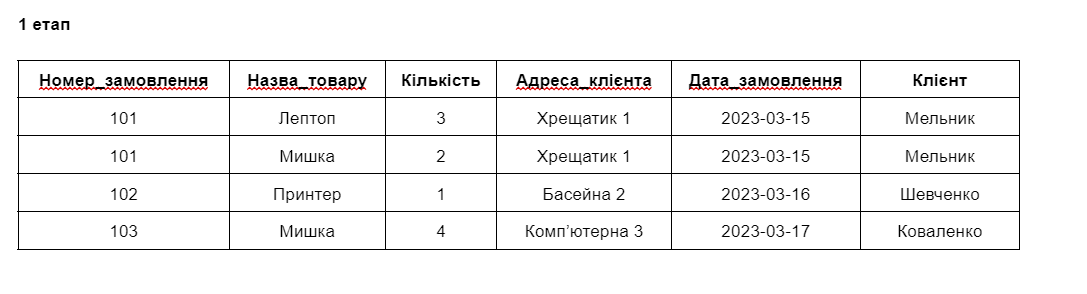 1 етап
Номер_замовлення Назва_товару Кількість Адреса_клієнта Дата_замовлення Клієнт
101 Лептоп 3 Хрещатик 1 2023-03-15 Мельник
101 Мишка 2 Хрещатик 1 2023-03-15 Мельник
102 Принтер 1 Басейна 2 2023-03-16 Шевченко
103 Мишка 4 Комп’ютерна 3 2023-03-17 Коваленко